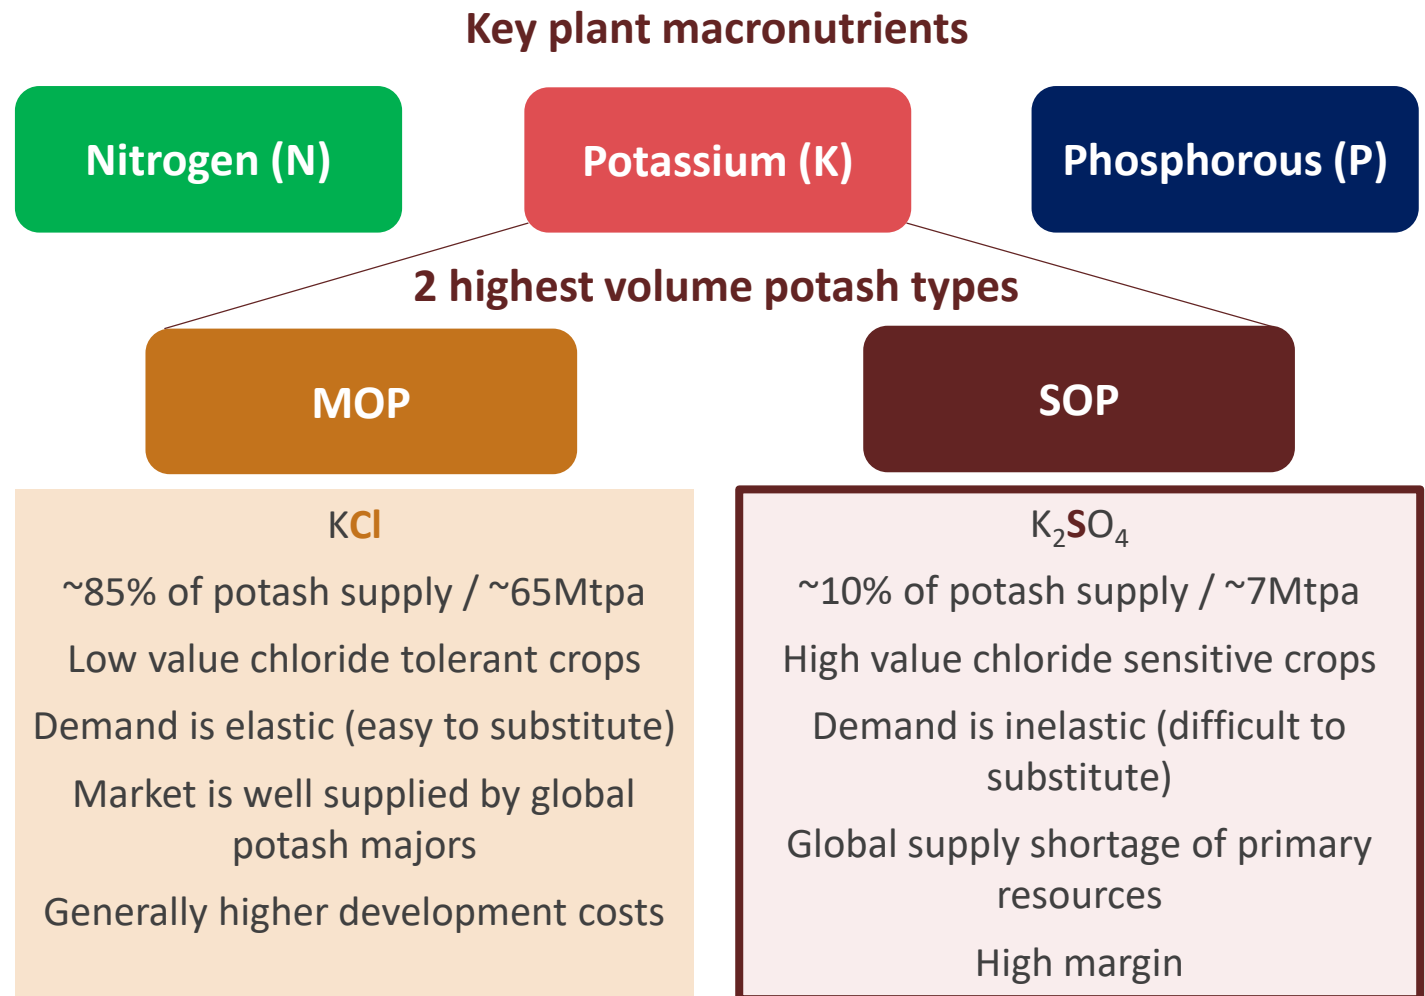 Key plant macronutrients
Nitrogen (N)
Potassium (K)
Phosphorous (P)
2 highest volume potash types
MOP
SOP
KCl
~85% of potash supply / ~65Mtpa
Low value chloride tolerant crops
Demand is elastic (easy to substitute)
Market is well supplied by global
potash majors
Generally higher development costs
K₂SO₄
~10% of potash supply / ~7Mtpa
High value chloride sensitive crops
Demand is inelastic (difficult to
substitute)
Global supply shortage of primary
resources
High margin